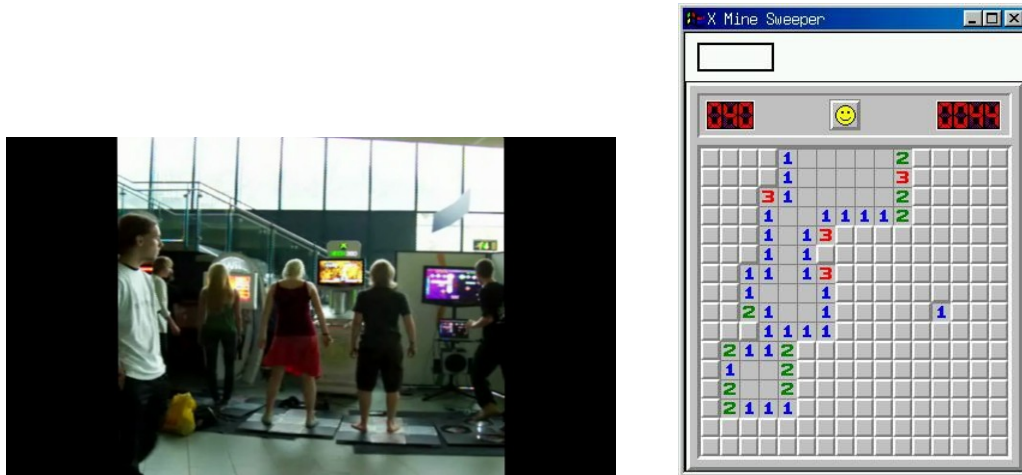 X Mine Sweeper
040 0044
1 2
1 3
3 1 2
1 1 1 1 1 2
1 1 3
1 1
1 1 1 3
1 1
2 1 1 1
1 1 1 1
2 1 1 2
1 2
2 2
2 1 1 1